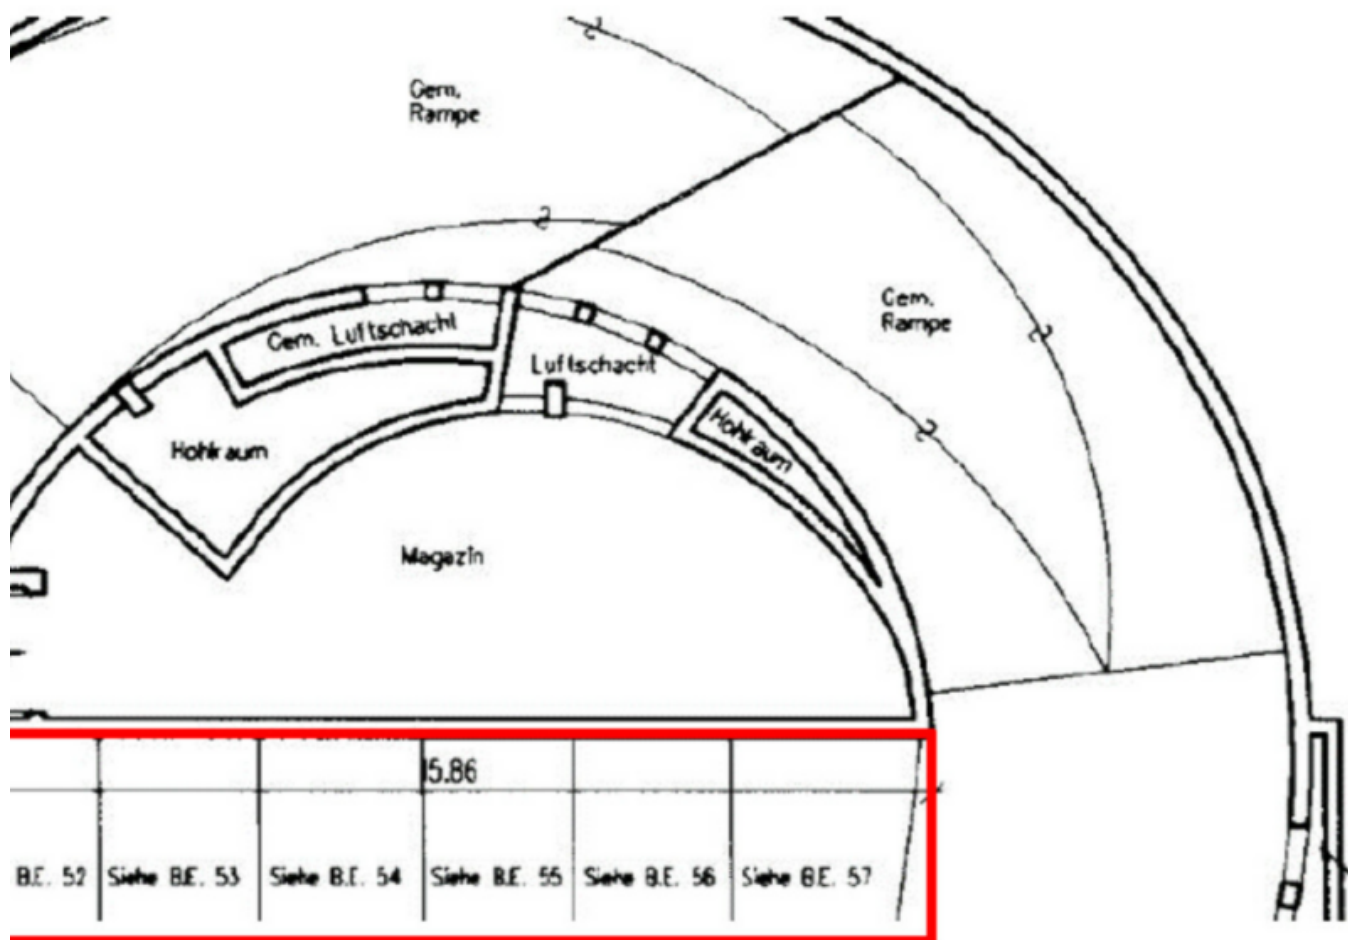 Gem.
Rampe
Gem.
Rampe
Gem. Luftschacht
Luftschacht
Hohlraum
Hohlraum
Magazin
15.86
B.E. 52
Siehe B.E. 53
Siehe B.E. 54
Siehe B.E. 55
Siehe B.E. 56
Siehe B.E. 57